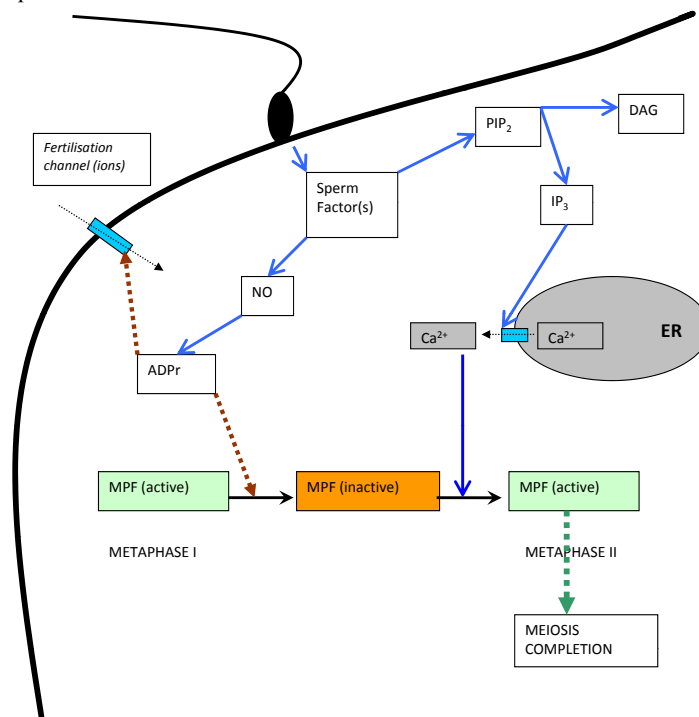 DAG
PIP₂
Fertilisation
channel (ions)
Sperm
Factor(s)
IP₃
NO
Ca²⁺
Ca²⁺
ER
ADPr
MPF (active)
MPF (inactive)
MPF (active)
METAPHASE I
METAPHASE II
MEIOSIS
COMPLETION